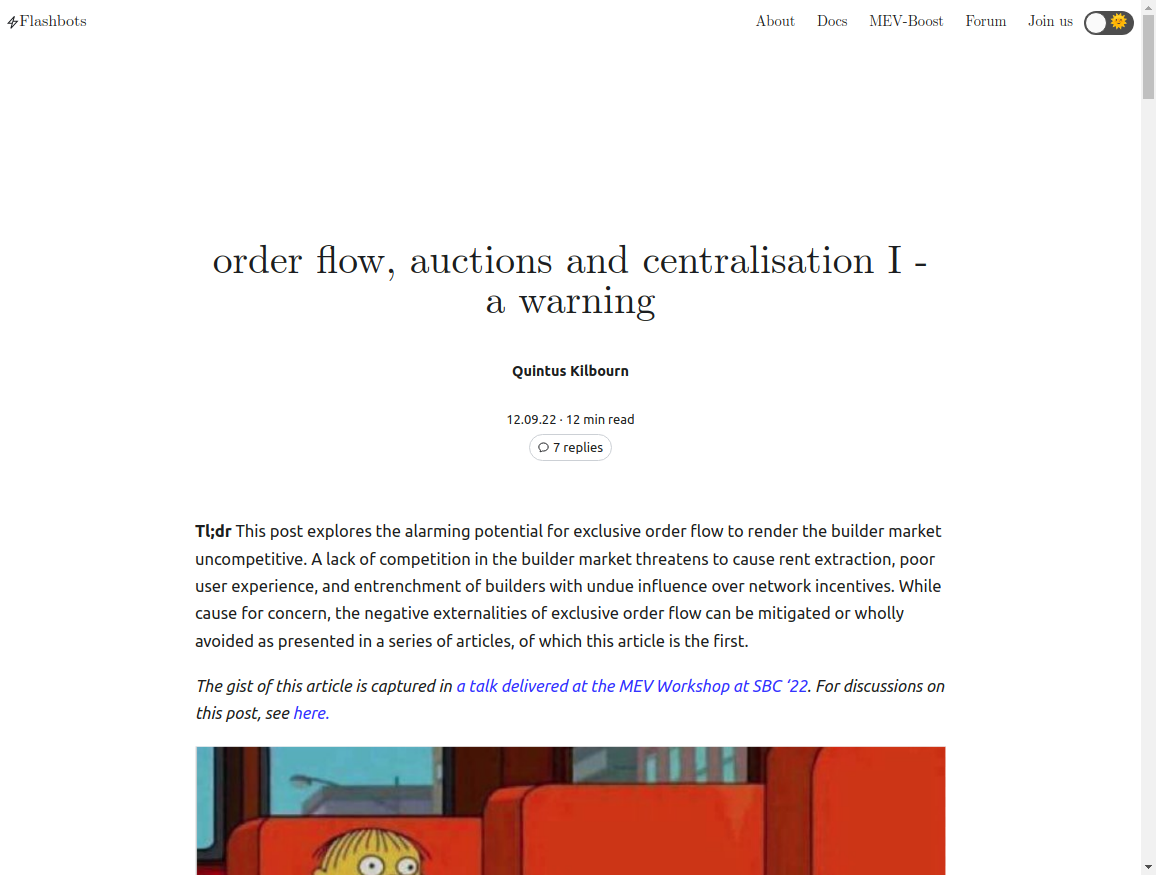 Flashbots About Docs MEV-Boost Forum Join us
order flow, auctions and centralisation I -
a warning
Quintus Kilbourn
12.09.22 · 12 min read
7 replies
Tl;dr This post explores the alarming potential for exclusive order flow to render the builder market
uncompetitive. A lack of competition in the builder market threatens to cause rent extraction, poor
user experience, and entrenchment of builders with undue influence over network incentives. While
cause for concern, the negative externalities of exclusive order flow can be mitigated or wholly
avoided as presented in a series of articles, of which this article is the first.
The gist of this article is captured in a talk delivered at the MEV Workshop at SBC ‘22. For discussions on
this post, see here.